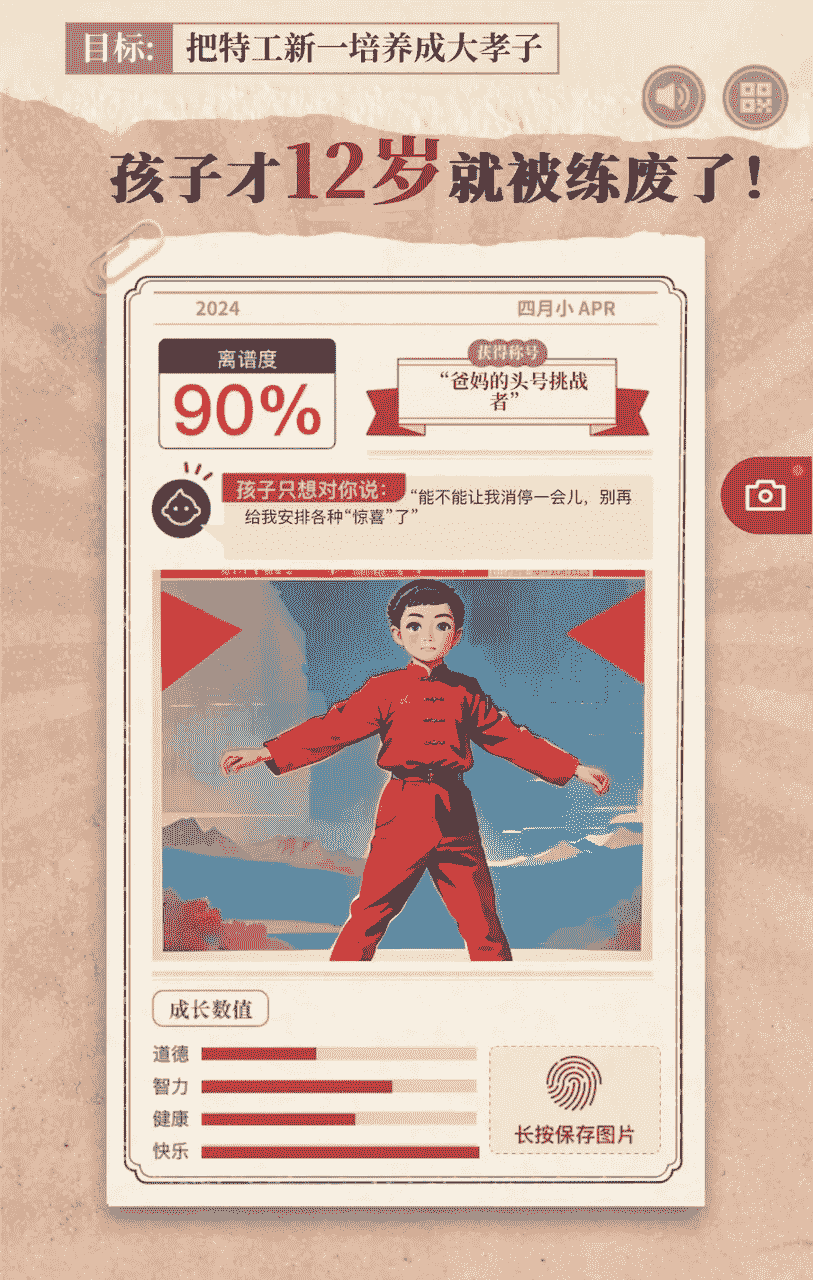 目标:
把特工新一培养成大孝子
孩子才12岁就被练废了!
2024
四月小 APR
离谱度
90%
获得称号
“爸妈的头号挑战
者”
孩子只想对你说:
“能不能让我消停一会儿，别再
给我安排各种“惊喜”了”
成长数值
道德
智力
健康
快乐
长按保存图片